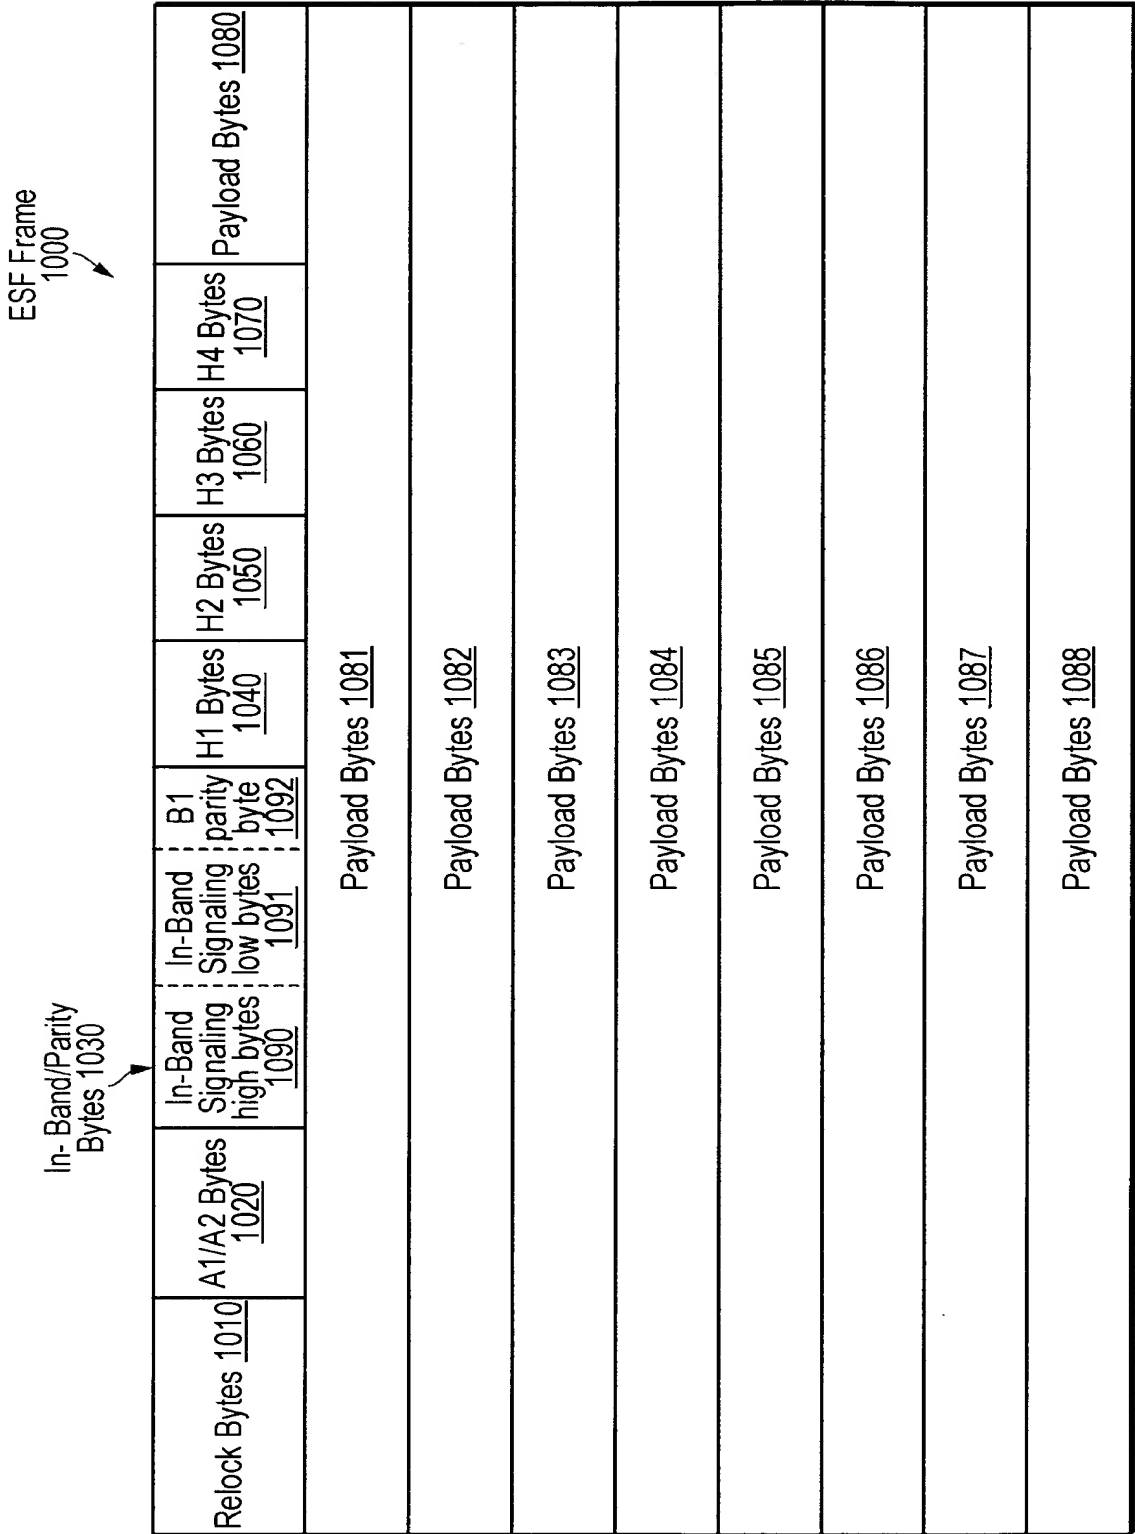 ESF Frame
1000
In-Band/Parity
Bytes 1030
Relock Bytes 1010
A1/A2 Bytes
1020
In-Band
Signaling
high bytes
1090
In-Band
Signaling
low bytes
1091
B1
parity
byte
1092
H1 Bytes
1040
H2 Bytes
1050
H3 Bytes
1060
H4 Bytes
1070
Payload Bytes 1080
Payload Bytes 1081
Payload Bytes 1082
Payload Bytes 1083
Payload Bytes 1084
Payload Bytes 1085
Payload Bytes 1086
Payload Bytes 1087
Payload Bytes 1088